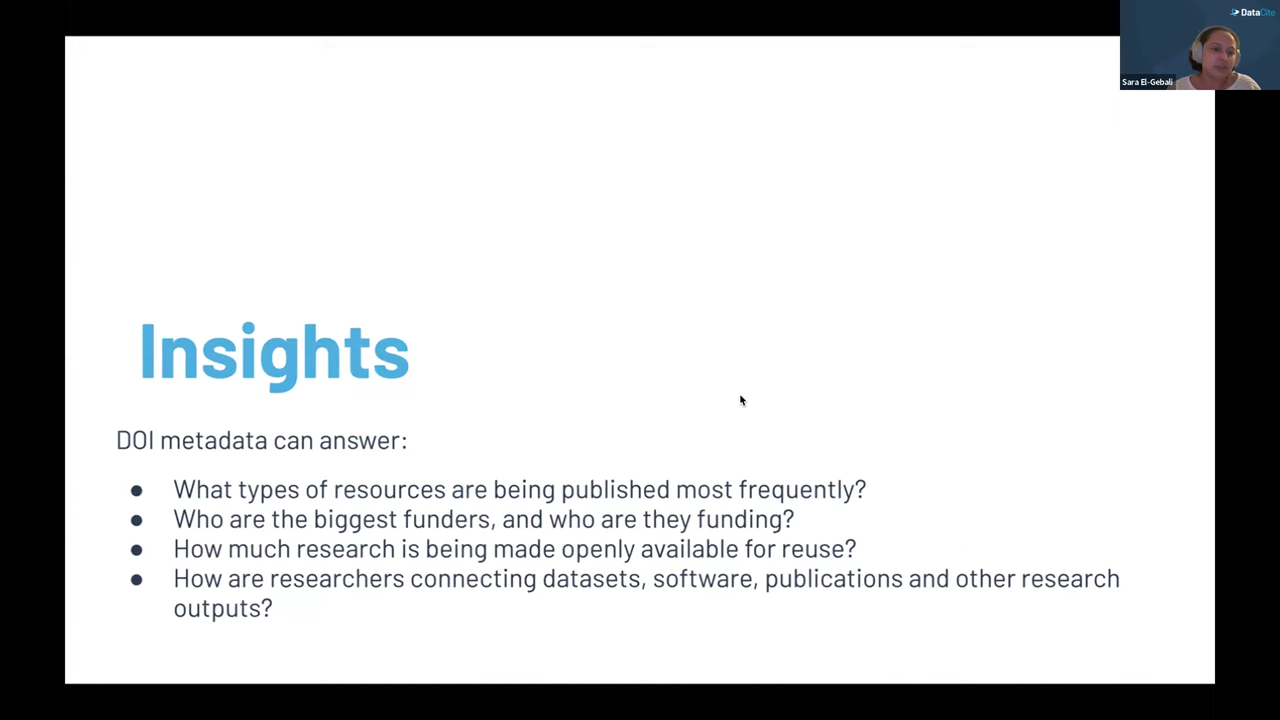 DataCite
Sara El-Gebali
Insights
DOI metadata can answer:
● What types of resources are being published most frequently?
● Who are the biggest funders, and who are they funding?
● How much research is being made openly available for reuse?
● How are researchers connecting datasets, software, publications and other research
outputs?